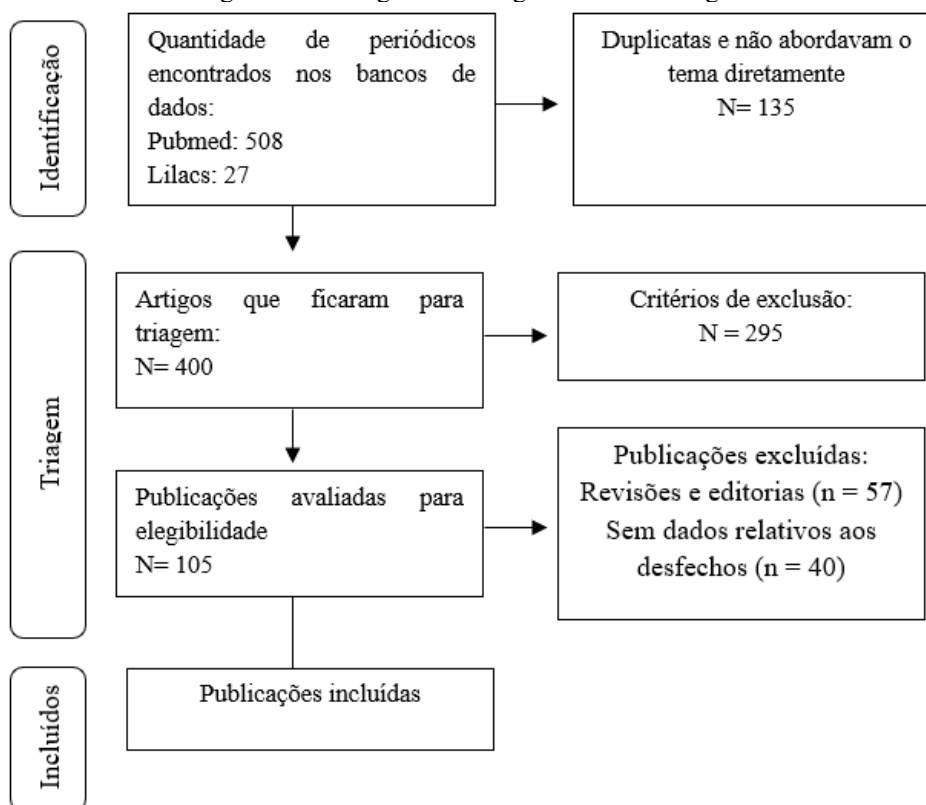 Identificação
Quantidade de periódicos
encontrados nos bancos de
dados:
Pubmed: 508
Lilacs: 27
Duplicatas e não abordavam o
tema diretamente
N= 135
Triagem
Artigos que ficaram para
triagem:
N= 400
Critérios de exclusão:
N = 295
Publicações avaliadas para
elegibilidade
N= 105
Publicações excluídas:
Revisões e editorias (n = 57)
Sem dados relativos aos
desfechos (n = 40)
Incluídos
Publicações incluídas